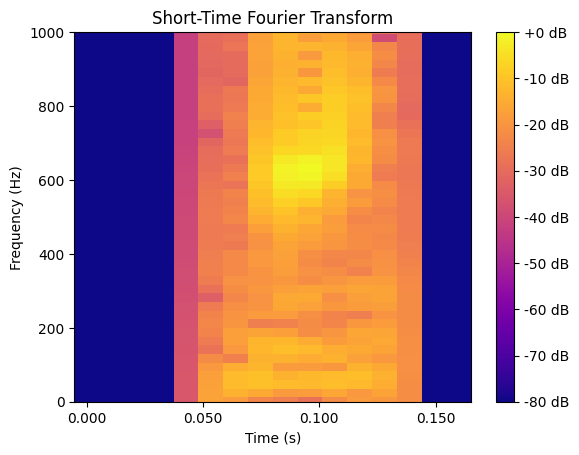 Short-Time Fourier Transform
1000
800
600
400
200
0
Frequency (Hz)
0.000
0.050
0.100
0.150
Time (s)
+0 dB
-10 dB
-20 dB
-30 dB
-40 dB
-50 dB
-60 dB
-70 dB
-80 dB